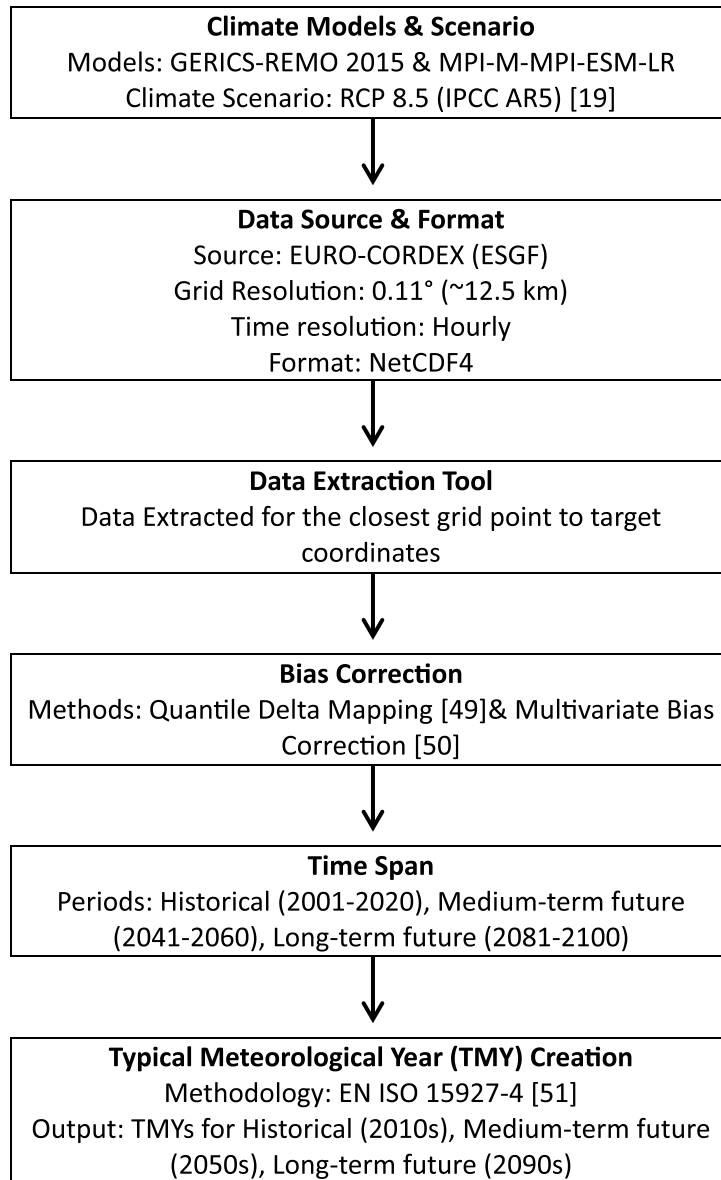 Climate Models & Scenario
Models: GERICS-REMO 2015 & MPI-M-MPI-ESM-LR
Climate Scenario: RCP 8.5 (IPCC AR5) [19]
Data Source & Format
Source: EURO-CORDEX (ESGF)
Grid Resolution: 0.11° (~12.5 km)
Time resolution: Hourly
Format: NetCDF4
Data Extraction Tool
Data Extracted for the closest grid point to target
coordinates
Bias Correction
Methods: Quantile Delta Mapping [49]& Multivariate Bias
Correction [50]
Time Span
Periods: Historical (2001-2020), Medium-term future
(2041-2060), Long-term future (2081-2100)
Typical Meteorological Year (TMY) Creation
Methodology: EN ISO 15927-4 [51]
Output: TMYs for Historical (2010s), Medium-term future
(2050s), Long-term future (2090s)